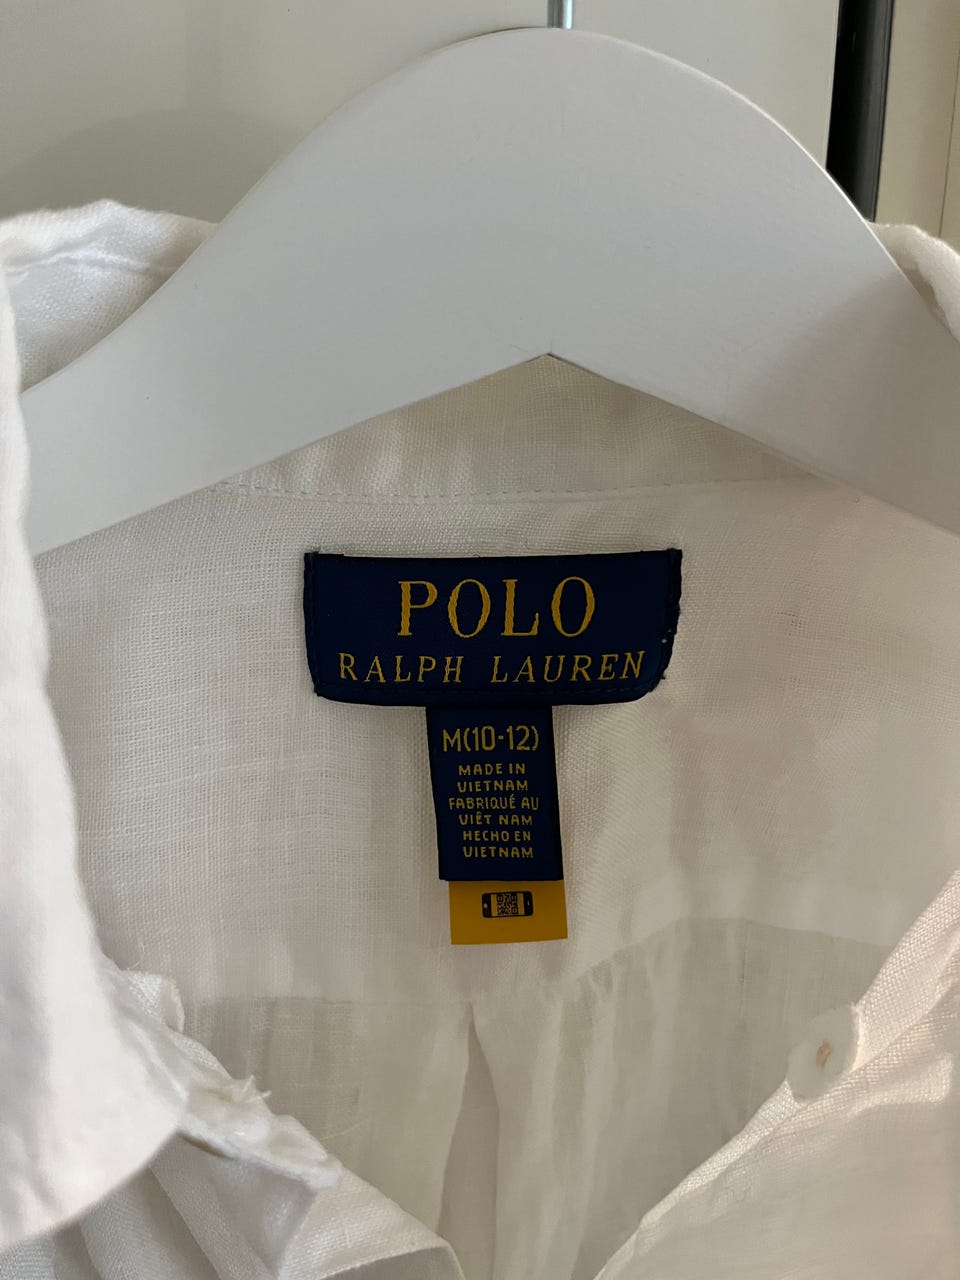 POLO
RALPH LAUREN
M(10-12)
MADE IN
VIETNAM
FABRIQUÉ AU
VIÊT NAM
HECHO EN
VIETNAM